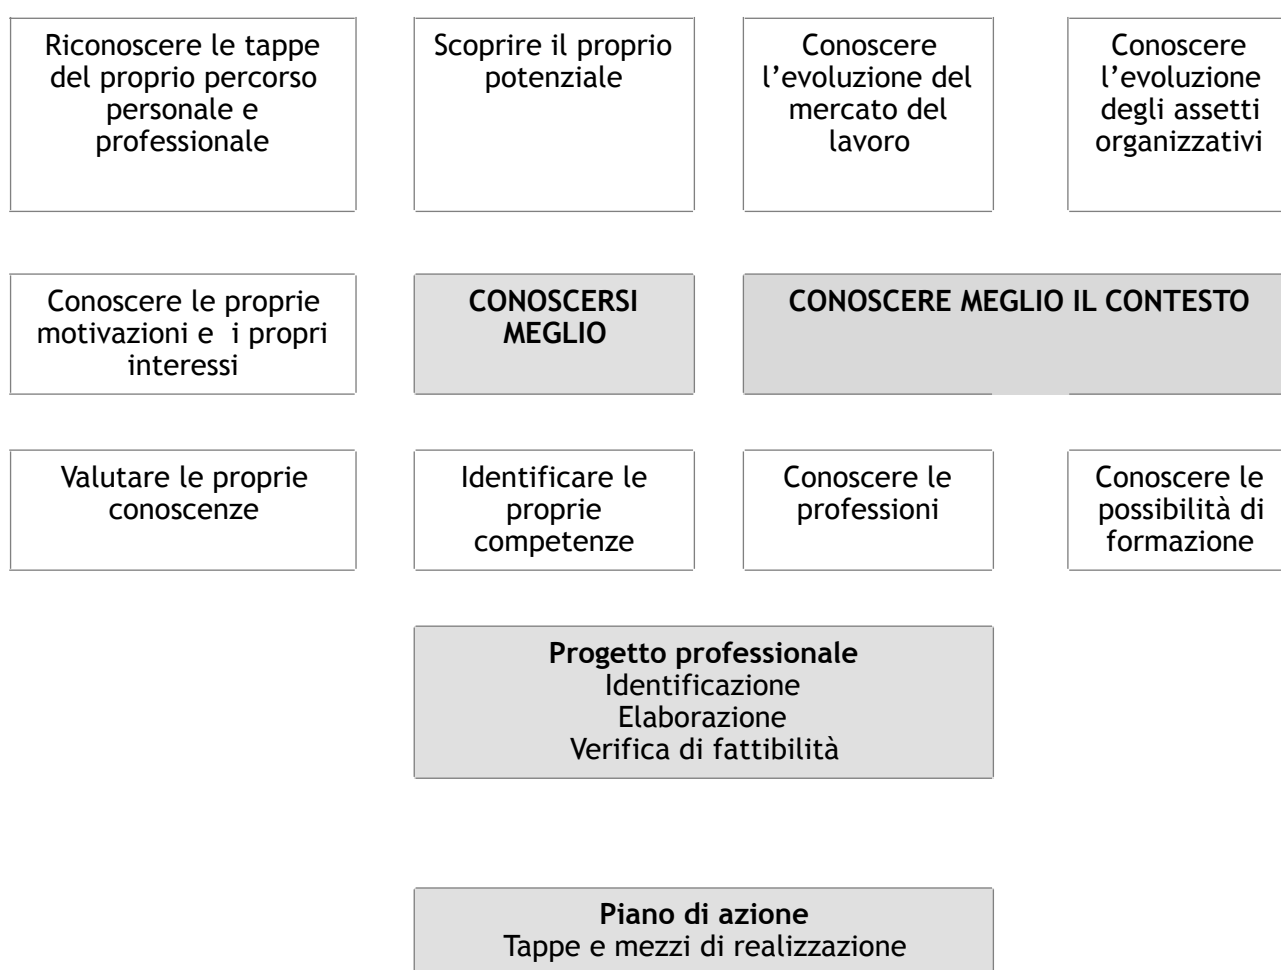 Riconoscere le tappe
del proprio percorso
personale e
professionale
Scoprire il proprio
potenziale
Conoscere
l’evoluzione del
mercato del
lavoro
Conoscere
l’evoluzione
degli assetti
organizzativi
Conoscere le proprie
motivazioni e  i propri
interessi
CONOSCERSI
MEGLIO
CONOSCERE MEGLIO IL CONTESTO
Valutare le proprie
conoscenze
Identificare le
proprie
competenze
Conoscere le
professioni
Conoscere le
possibilità di
formazione
Progetto professionale
Identificazione
Elaborazione
Verifica di fattibilità
Piano di azione
Tappe e mezzi di realizzazione